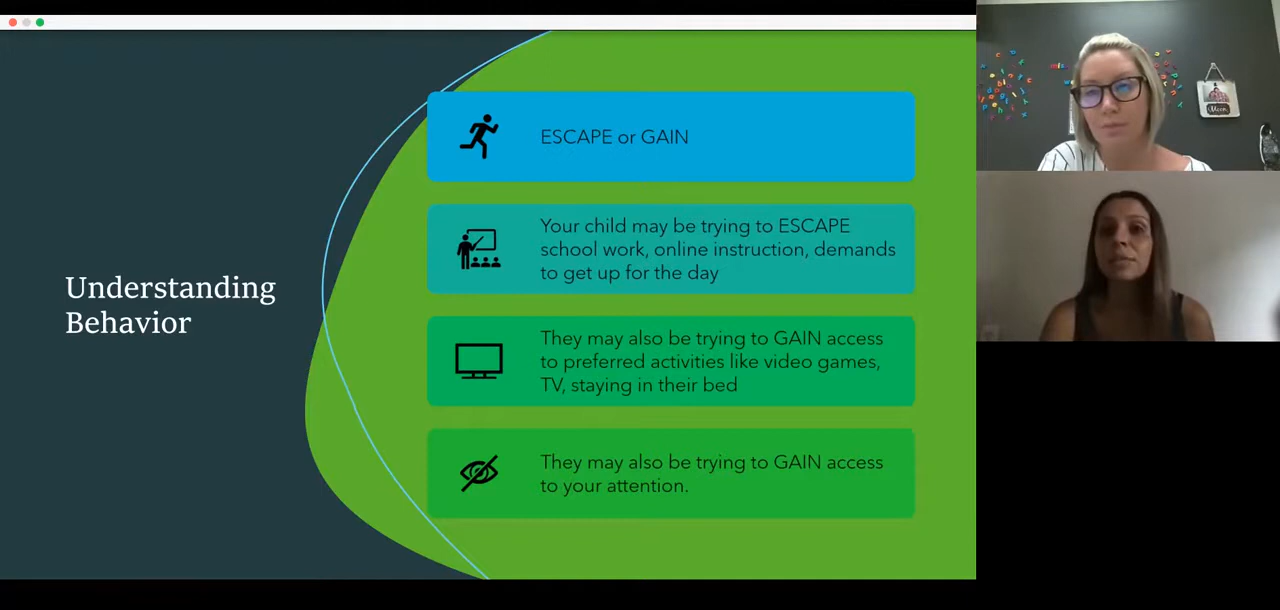 Understanding
Behavior
ESCAPE or GAIN
Your child may be trying to ESCAPE
school work, online instruction, demands
to get up for the day
They may also be trying to GAIN access
to preferred activities like video games,
TV, staying in their bed
They may also be trying to GAIN access
to your attention.